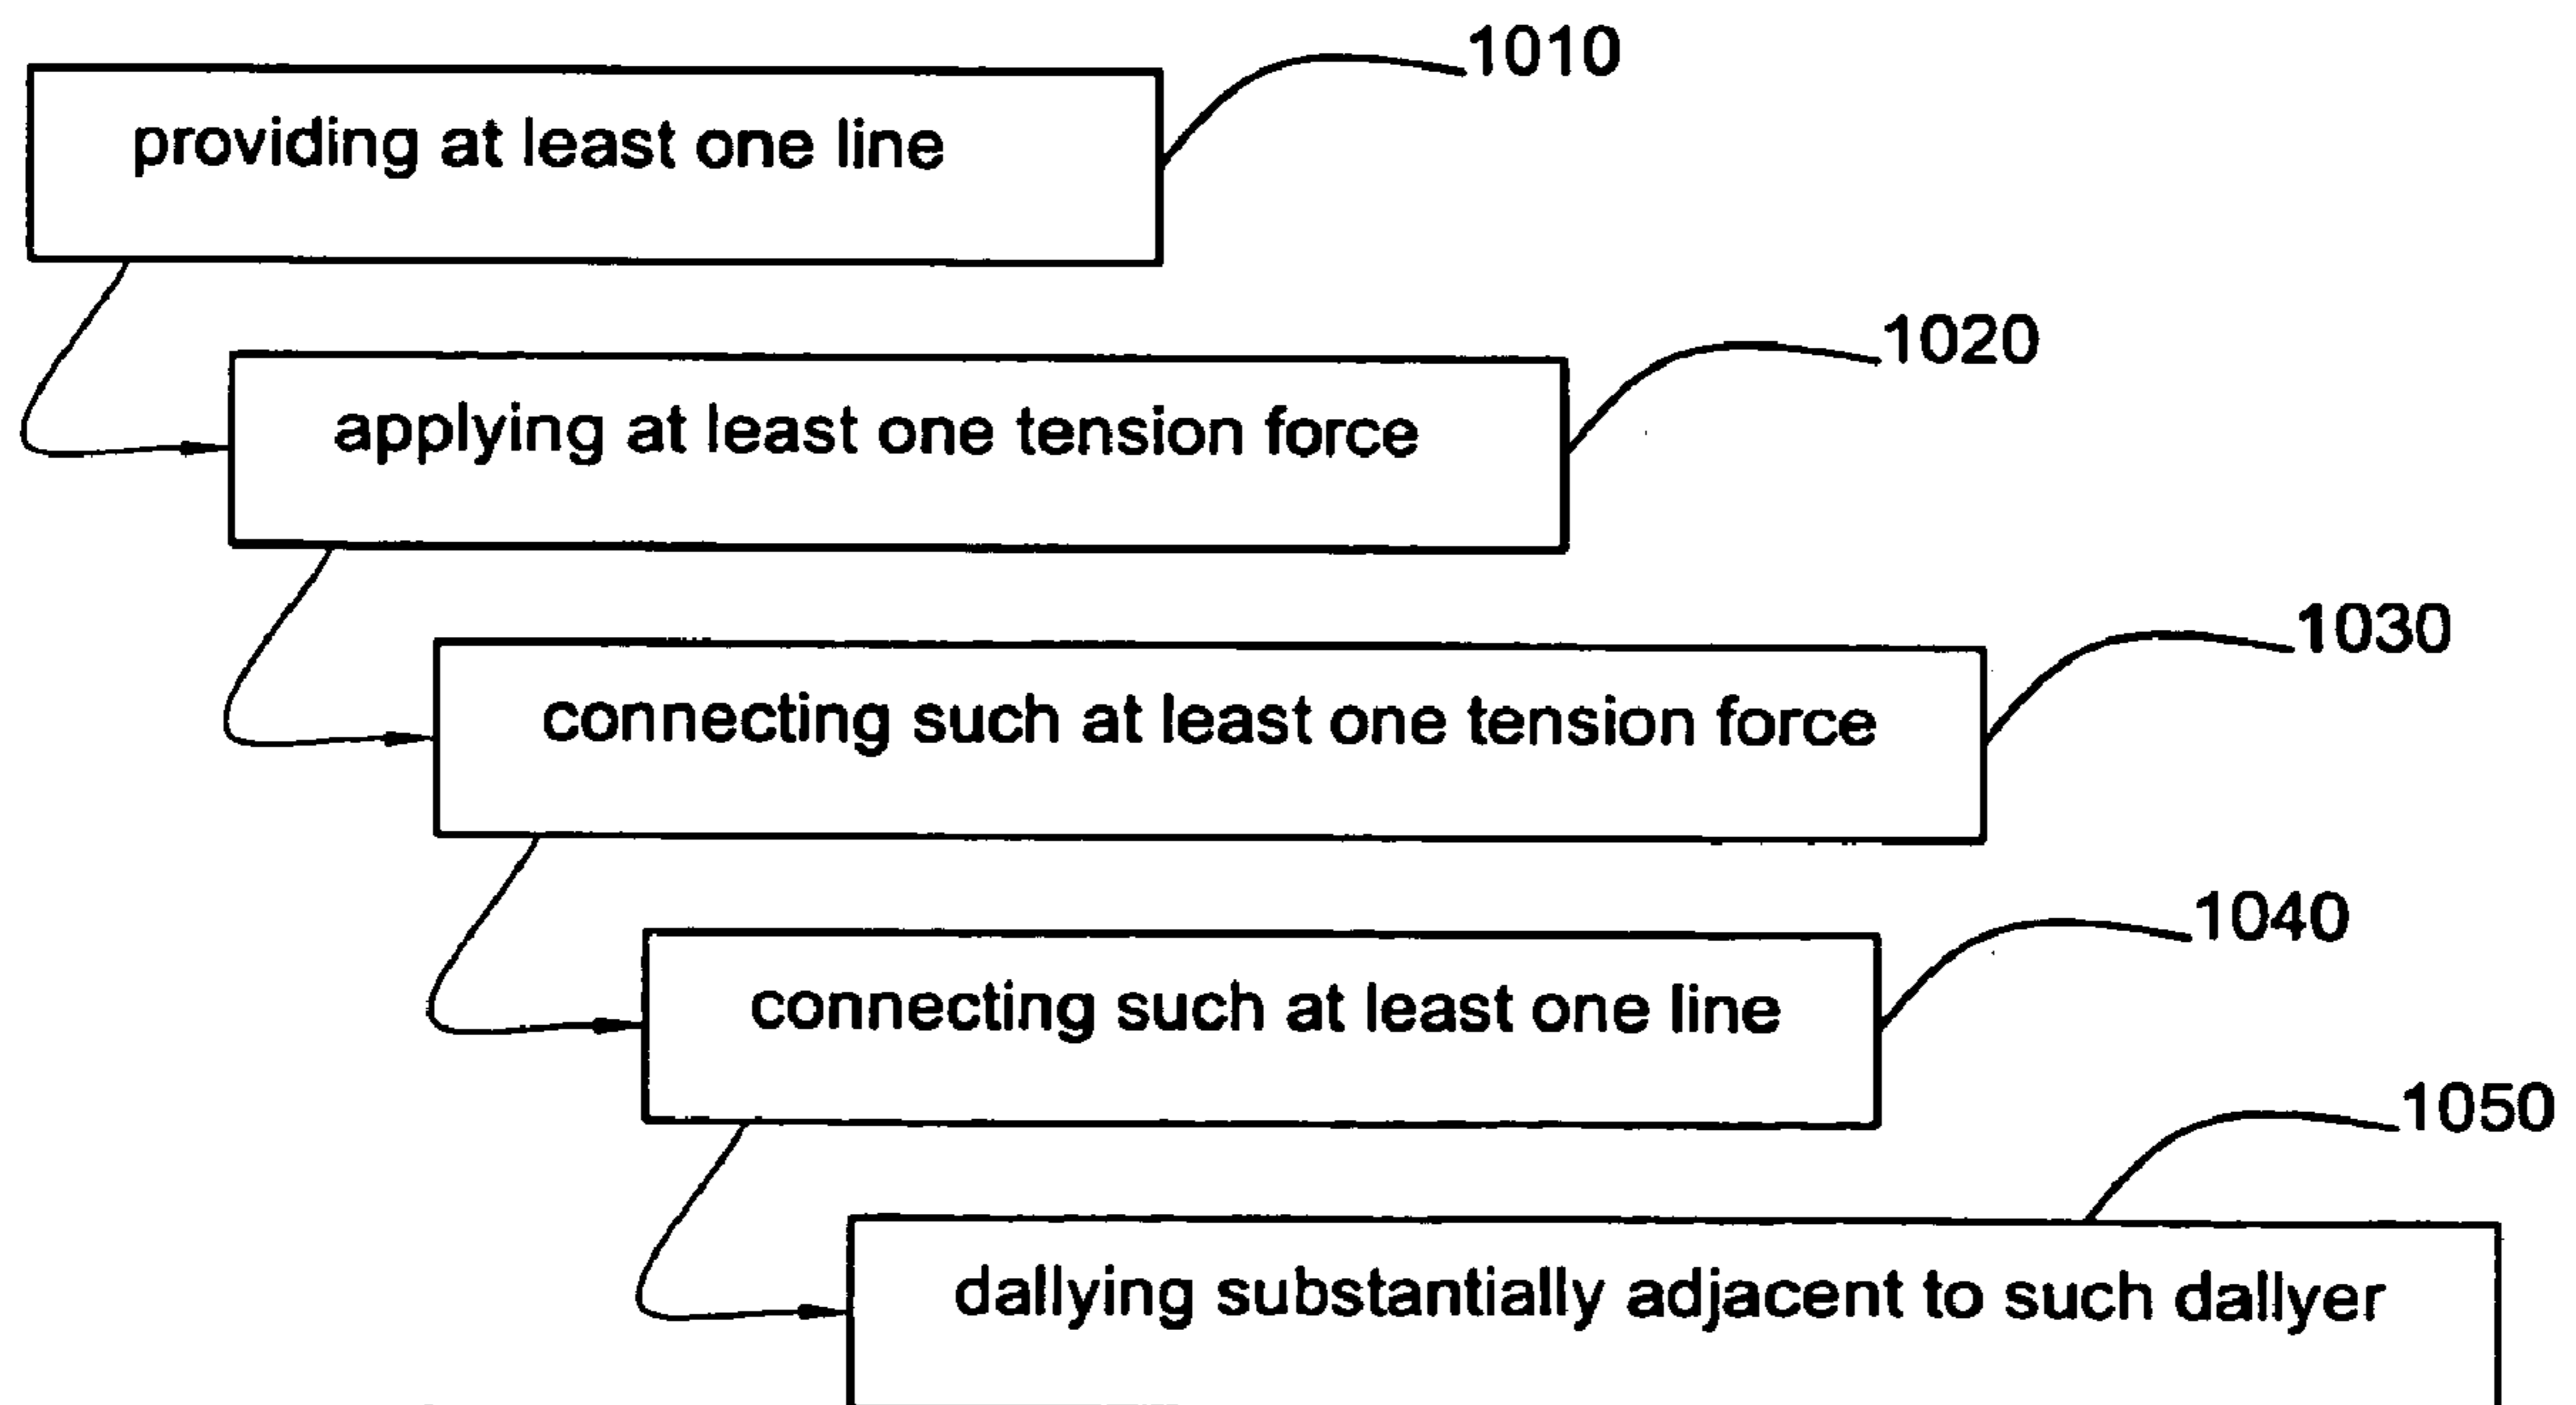 1010
providing at least one line
1020
applying at least one tension force
1030
connecting such at least one tension force
1040
connecting such at least one line
1050
dallying substantially adjacent to such dallyer